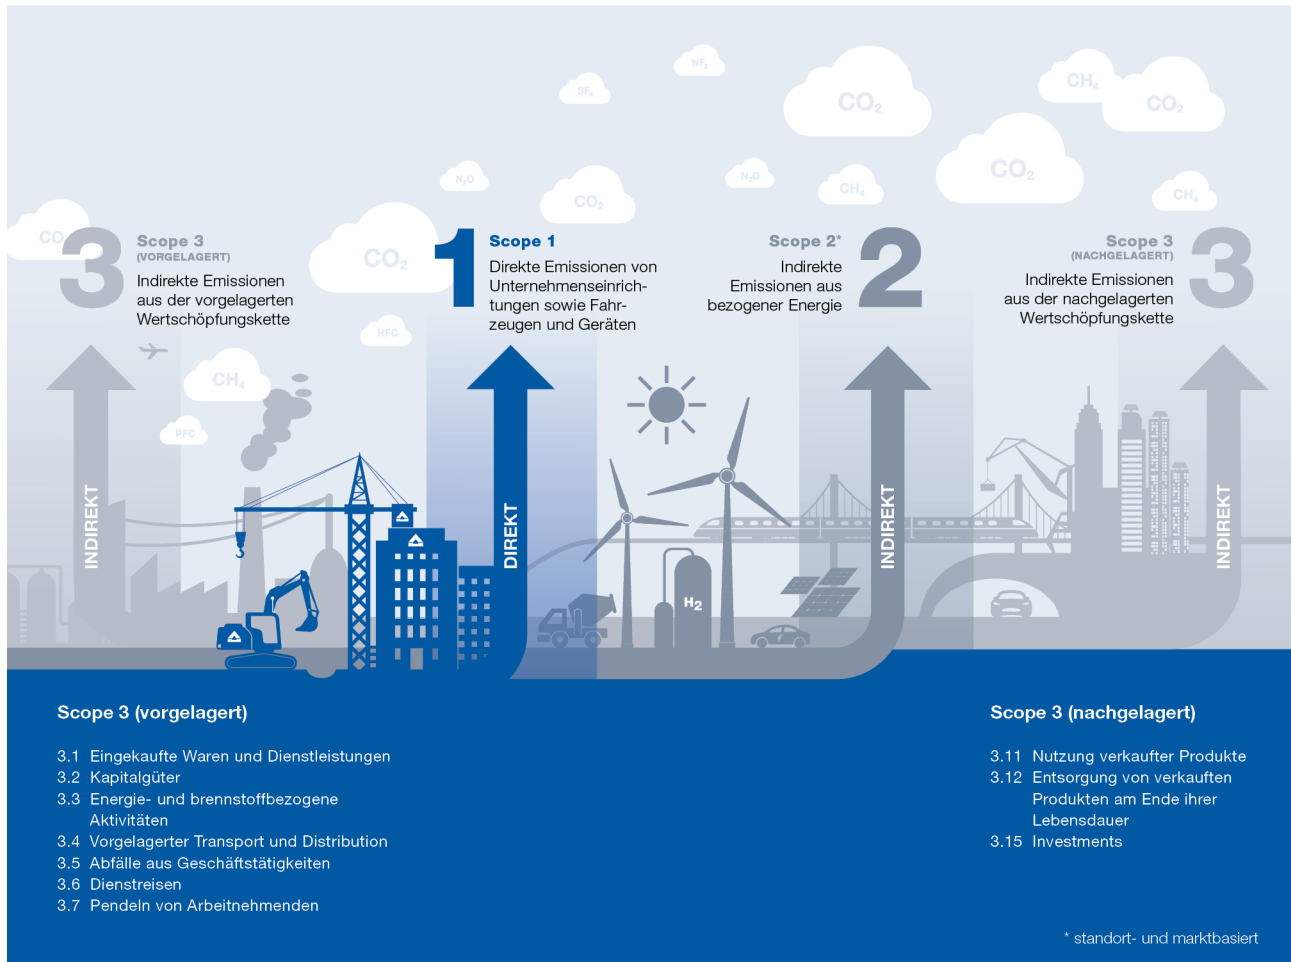 SF₆
NF₃
CO₂
CH₄
CO₂
N₂O
CO₂
N₂O
CH₄
CO₂
CH₄
CO
CO₂
HFC
CH₄
PFC
3
Scope 3
(VORGELAGERT)
Indirekte Emissionen
aus der vorgelagerten
Wertschöpfungskette
1
Scope 1
Direkte Emissionen von
Unternehmenseinrich-
tungen sowie Fahr-
zeugen und Geräten
Scope 2*
Indirekte
Emissionen aus
bezogener Energie
2
Scope 3
(NACHGELAGERT)
Indirekte Emissionen
aus der nachgelagerten
Wertschöpfungskette
3
INDIREKT
DIREKT
INDIREKT
INDIREKT
H₂
Scope 3 (vorgelagert)
3.1 Eingekaufte Waren und Dienstleistungen
3.2 Kapitalgüter
3.3 Energie- und brennstoffbezogene
Aktivitäten
3.4 Vorgelagerter Transport und Distribution
3.5 Abfälle aus Geschäftstätigkeiten
3.6 Dienstreisen
3.7 Pendeln von Arbeitnehmenden
Scope 3 (nachgelagert)
3.11 Nutzung verkaufter Produkte
3.12 Entsorgung von verkauften
Produkten am Ende ihrer
Lebensdauer
3.15 Investments
* standort- und marktbasiert